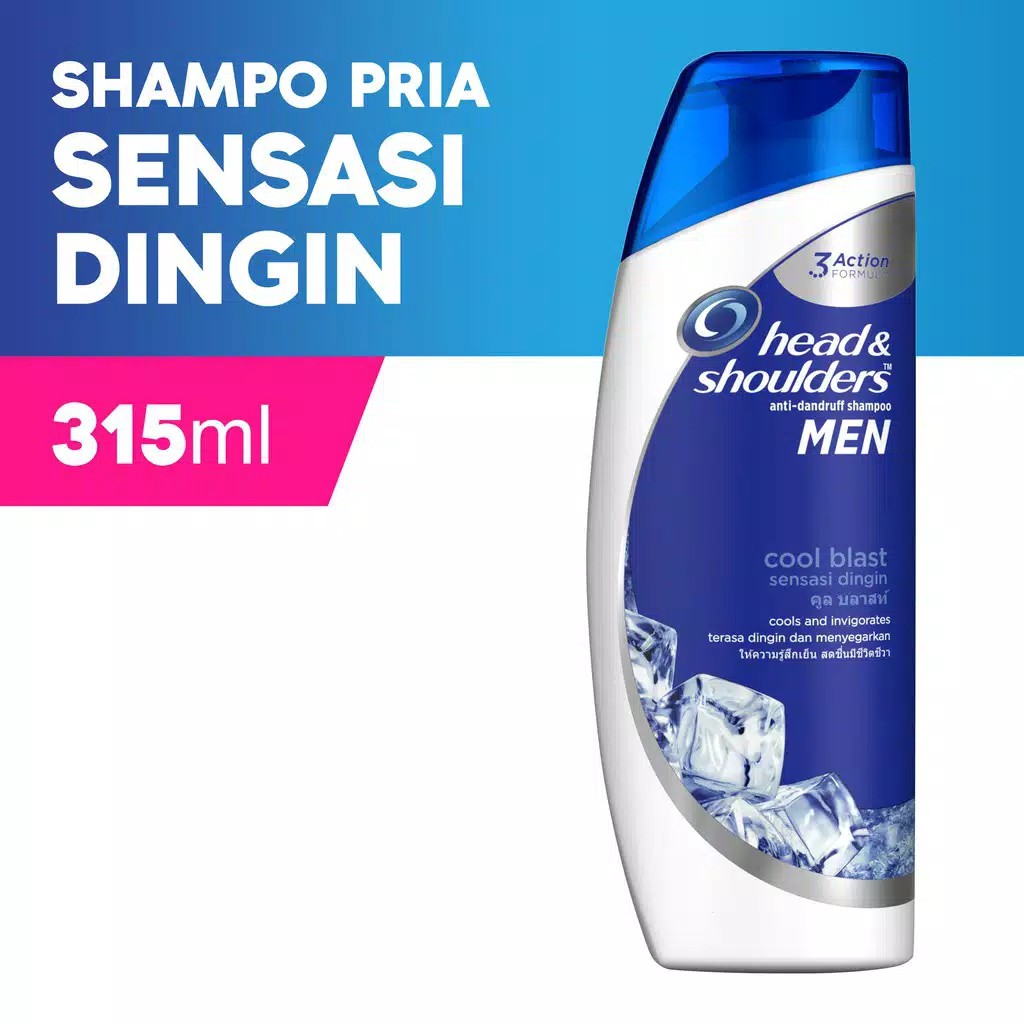 SHAMPO PRIA
SENSASI
DINGIN
315ml
3 Action
FORMULA
head &
shoulders™
anti-dandruff shampoo
MEN
cool blast
sensasi dingin
คูล บลาสท์
cools and invigorates
terasa dingin dan menyegarkan
ให้ความรู้สึกเย็น สดชื่นมีชีวิตชีวา